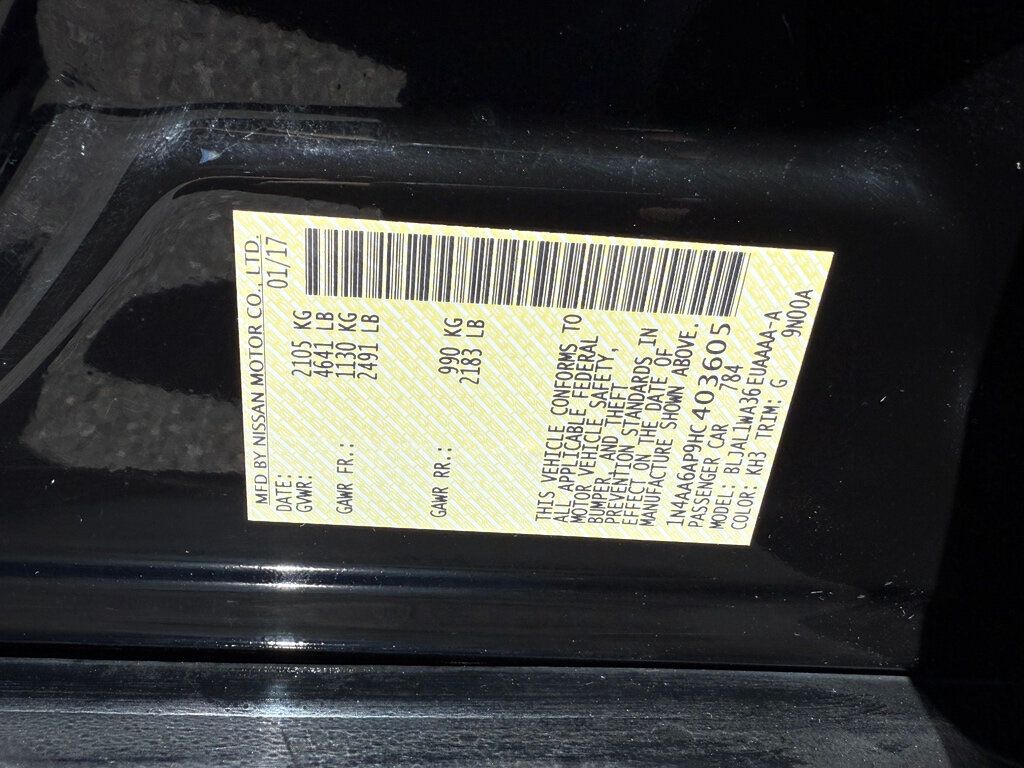 MFD BY NISSAN MOTOR CO., LTD.
DATE: 01/17
GVWR: 2105 KG
4641 LB
GAWR FR.: 1130 KG
2491 LB
GAWR RR.: 990 KG
2183 LB
THIS VEHICLE CONFORMS TO
ALL APPLICABLE FEDERAL
MOTOR VEHICLE SAFETY,
BUMPER, AND THEFT
PREVENTION STANDARDS IN
EFFECT ON THE DATE OF
MANUFACTURE SHOWN ABOVE.
1N4AA6AP9HC403605
PASSENGER CAR 784
MODEL: BLJAL1WA36EUAAAA-A
COLOR: KH3 TRIM: G 9N00A